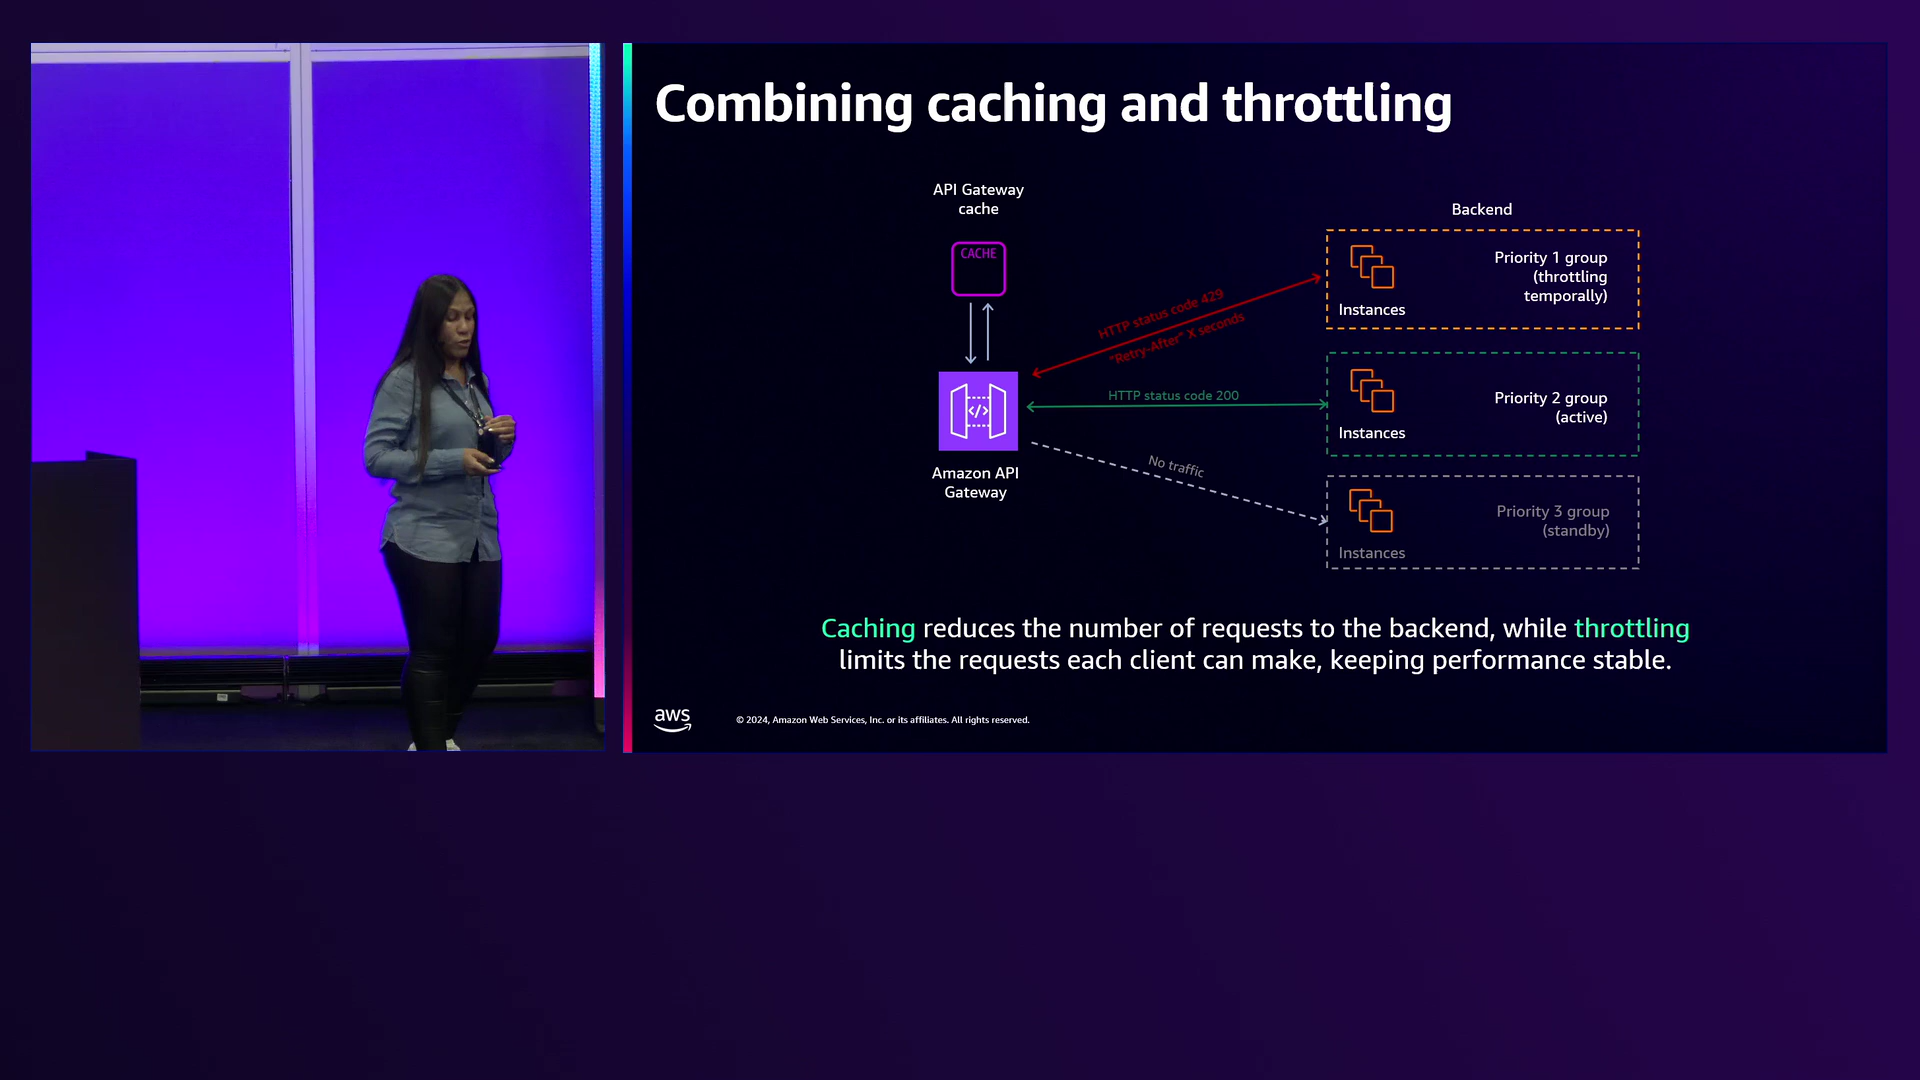 Combining caching and throttling
API Gateway
cache
CACHE
Amazon API
Gateway
HTTP status code 429
"Retry-After" X seconds
HTTP status code 200
No traffic
Backend
Instances
Priority 1 group
(throttling
temporally)
Instances
Priority 2 group
(active)
Instances
Priority 3 group
(standby)
Caching reduces the number of requests to the backend, while throttling
limits the requests each client can make, keeping performance stable.
aws
© 2024, Amazon Web Services, Inc. or its affiliates. All rights reserved.